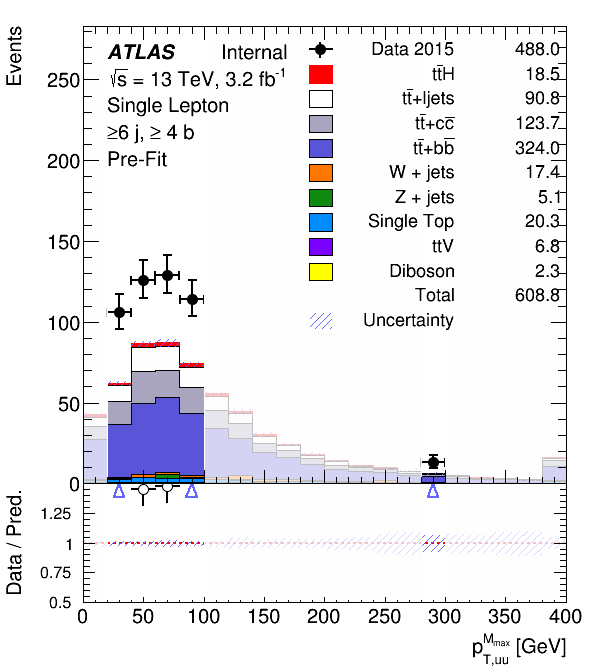 Events
ATLAS Internal
√s = 13 TeV, 3.2 fb⁻¹
Single Lepton
≥6 j, ≥ 4 b
Pre-Fit
Data 2015 488.0
tt̄H 18.5
tt̄+ljets 90.8
tt̄+cc̄ 123.7
tt̄+bb̄ 324.0
W + jets 17.4
Z + jets 5.1
Single Top 20.3
ttV 6.8
Diboson 2.3
Total 608.8
Uncertainty
250
200
150
100
50
0
Data / Pred.
1.25
1
0.75
0.5
0 50 100 150 200 250 300 350 400
p_{T,uu}^{M_{max}} [GeV]